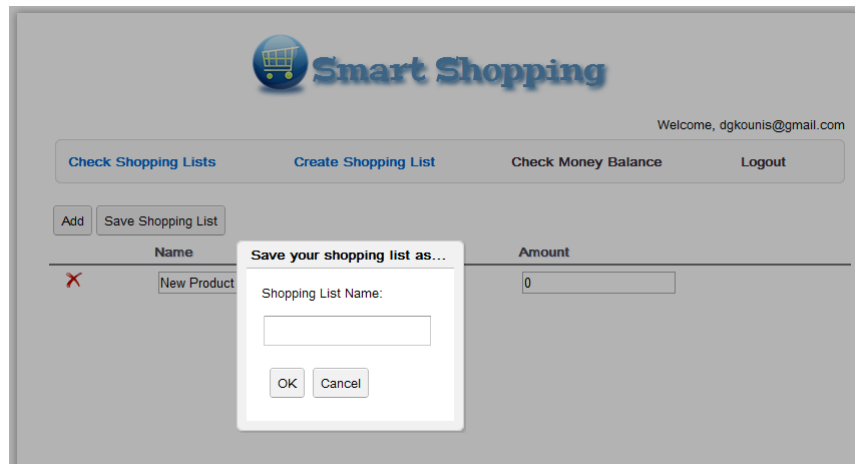 Smart Shopping
Welcome, dgkounis@gmail.com
Check Shopping Lists Create Shopping List Check Money Balance Logout
Add Save Shopping List
Name Amount
New Product 0
Save your shopping list as...
Shopping List Name:
OK Cancel